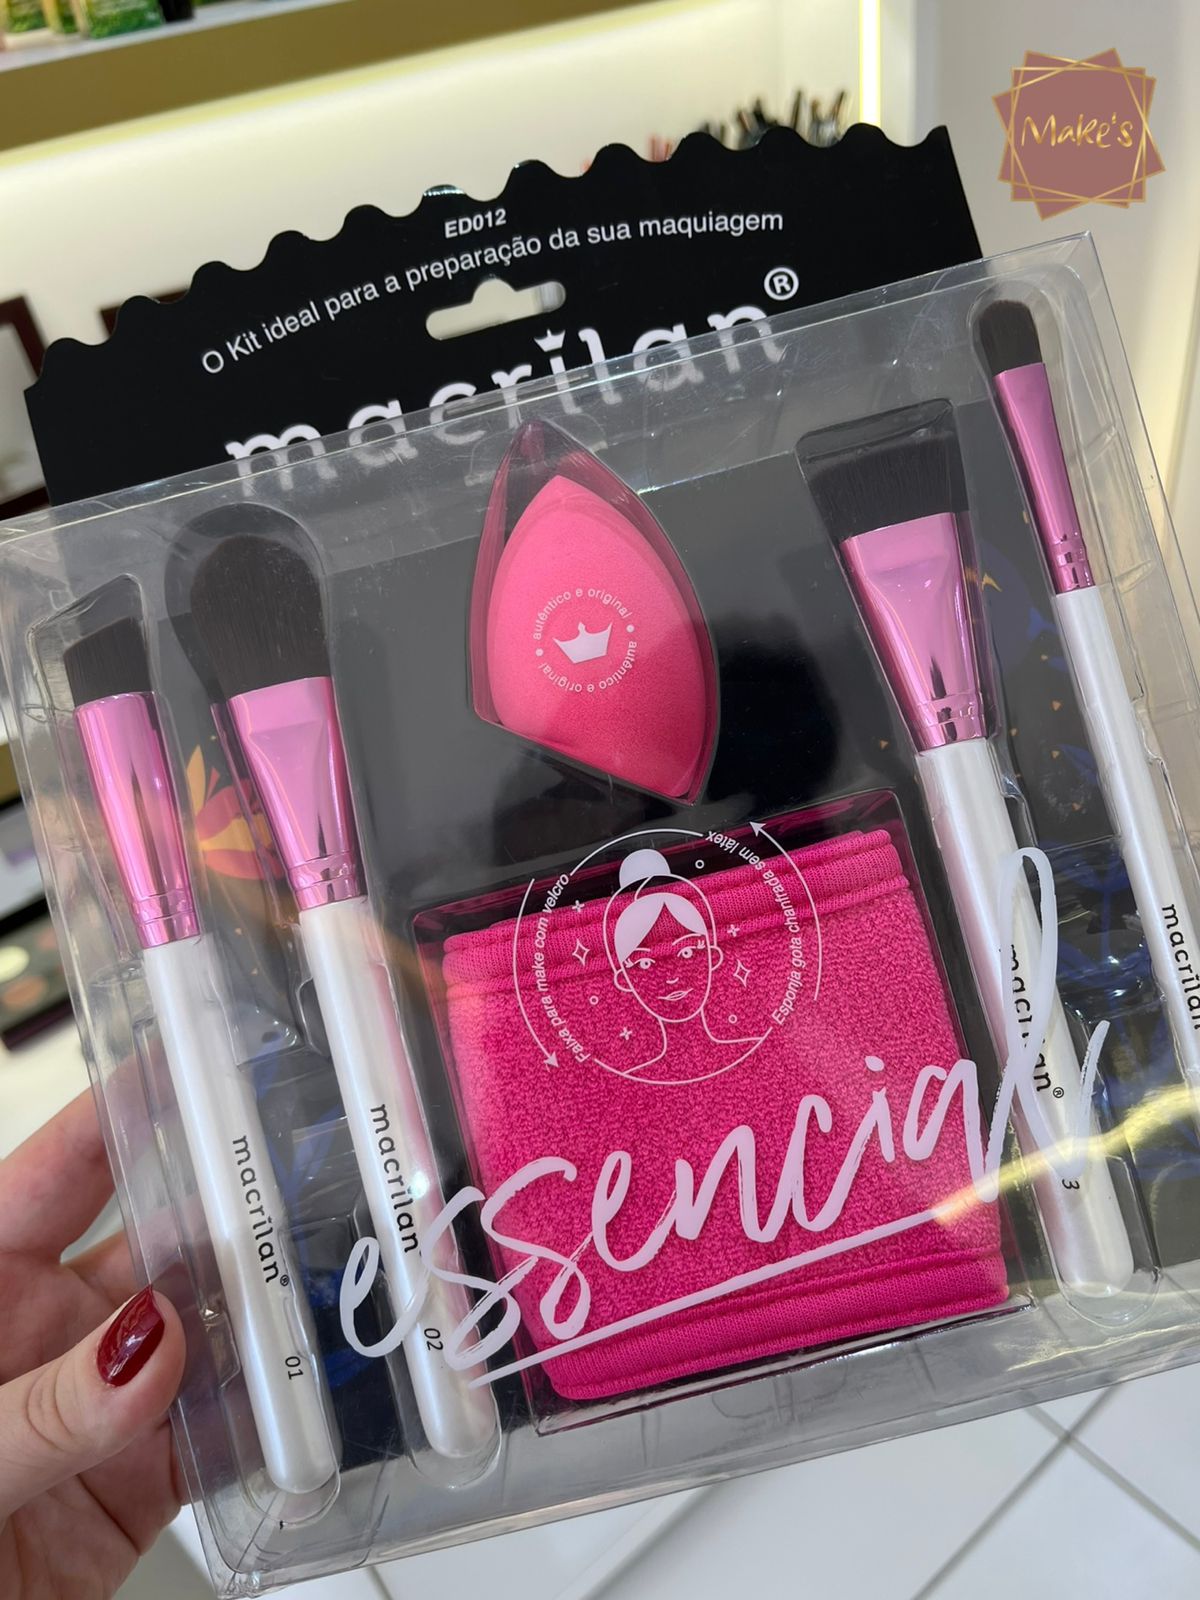 Make's
ED012
O Kit ideal para a preparação da sua maquiagem
macrilan®
autêntico e original • autêntico e original •
Faixa para make com velcro
Esponja gota chanfrada sem látex
essencial
macrilan®
01
macrilan
02
macrilan®
3
macrilan